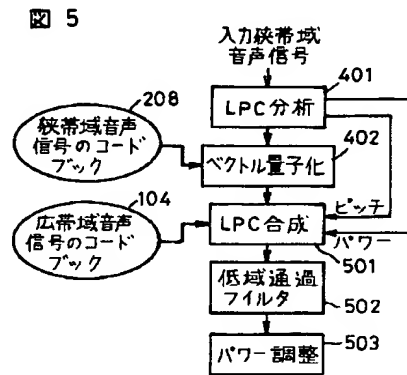 図 5
入力狭帯域
音声信号
401
LPC分析
208
狭帯域音声
信号のコード
ブック
402
ベクトル量子化
104
広帯域音声
信号のコード
ブック
ピッチ
LPC合成
パワー
501
低域通過
フィルタ
502
503
パワー調整